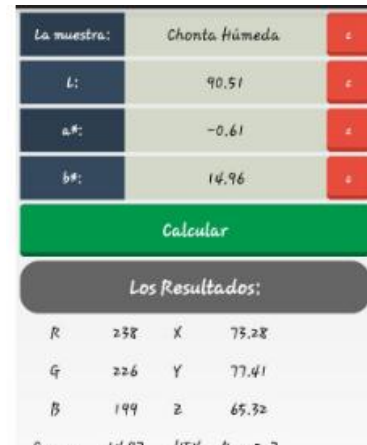 La muestra: Chonta Húmeda c
L: 90.51 c
a*: -0.61 c
b*: 14.96 c
Calcular
Los Resultados:
R 238 X 73.28
G 226 Y 77.41
B 199 Z 65.32